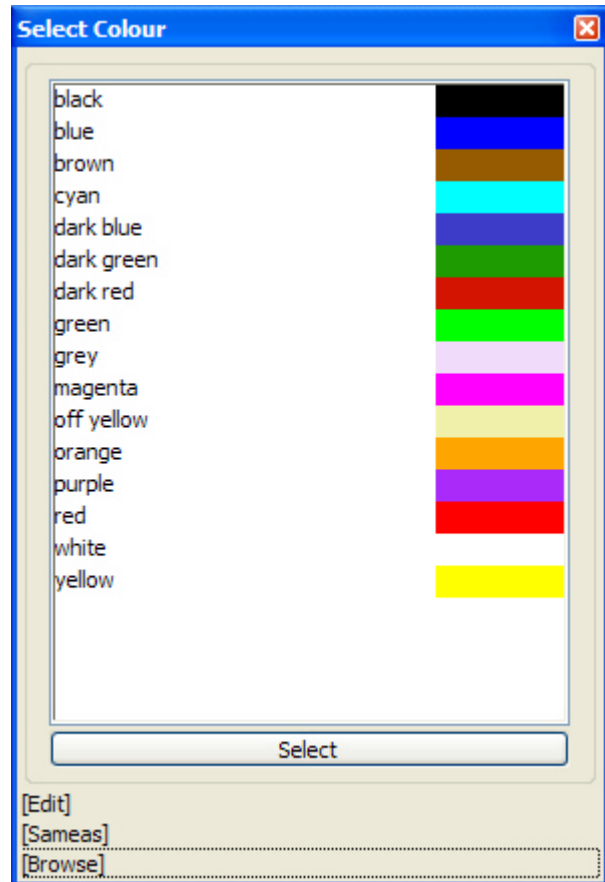 Select Colour
black
blue
brown
cyan
dark blue
dark green
dark red
green
grey
magenta
off yellow
orange
purple
red
white
yellow
Select
[Edit]
[Sameas]
[Browse]